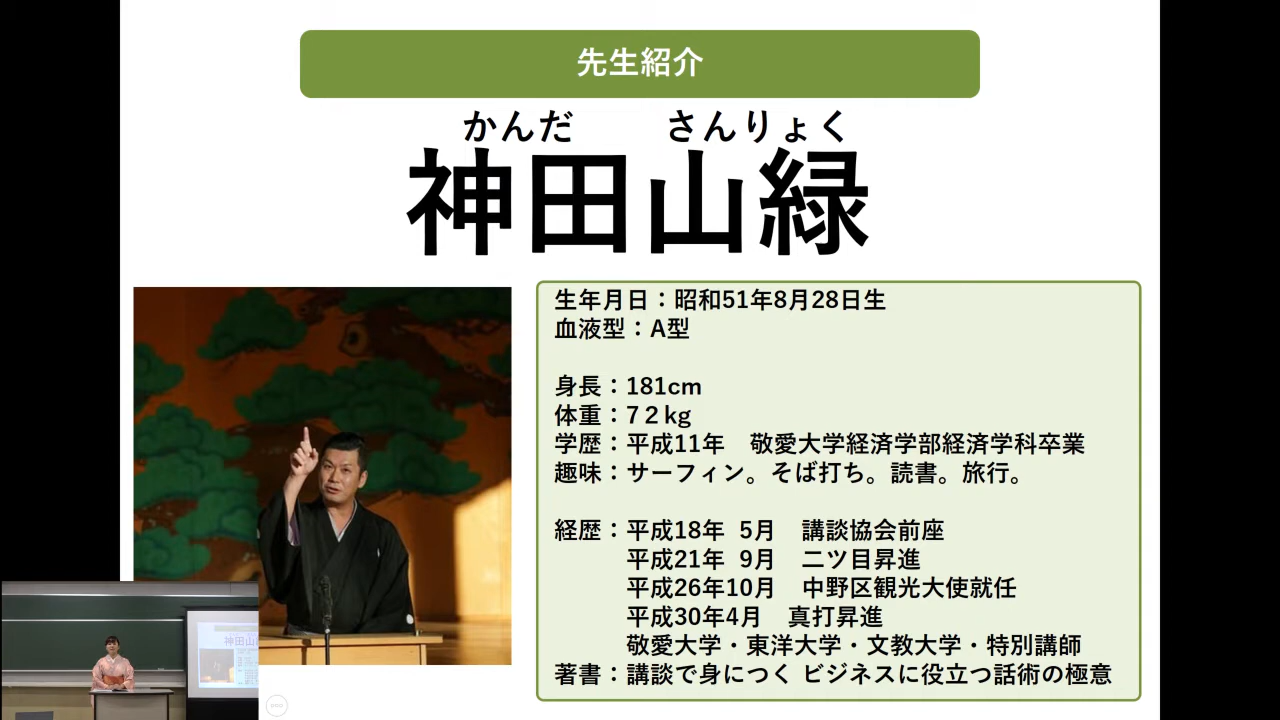 先生紹介
かんだ さんりょく
神田山緑
生年月日：昭和51年8月28日生
血液型：A型
身長：181cm
体重：7２kg
学歴：平成11年　敬愛大学経済学部経済学科卒業
趣味：サーフィン。そば打ち。読書。旅行。
経歴：平成18年 5月　講談協会前座
平成21年 9月　二ツ目昇進
平成26年10月　中野区観光大使就任
平成30年4月　真打昇進
敬愛大学・東洋大学・文教大学・特別講師
著書：講談で身につく ビジネスに役立つ話術の極意
神田山